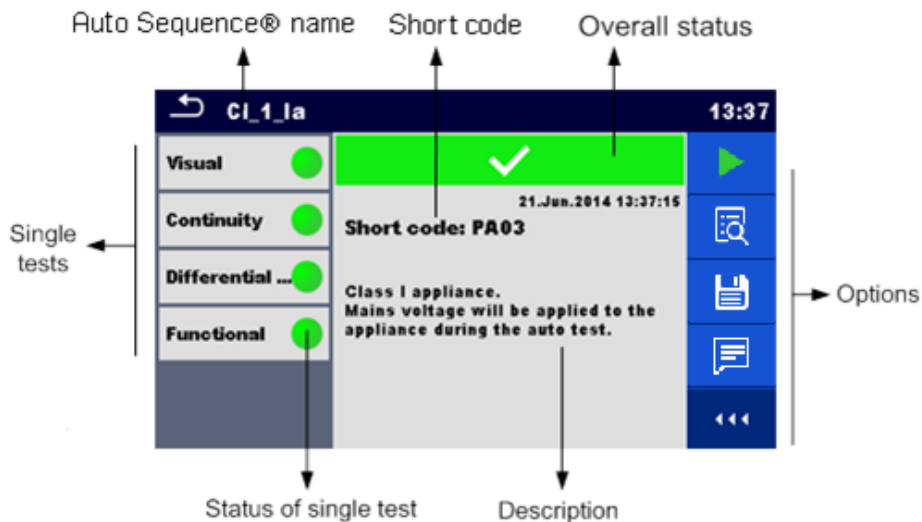 Auto Sequence® name
Short code
Overall status
Cl_1_Ia
13:37
Visual
Continuity
Differential ...
Functional
21.Jun.2014 13:37:15
Short code: PA03
Class I appliance.
Mains voltage will be applied to the
appliance during the auto test.
Single
tests
Options
Status of single test
Description